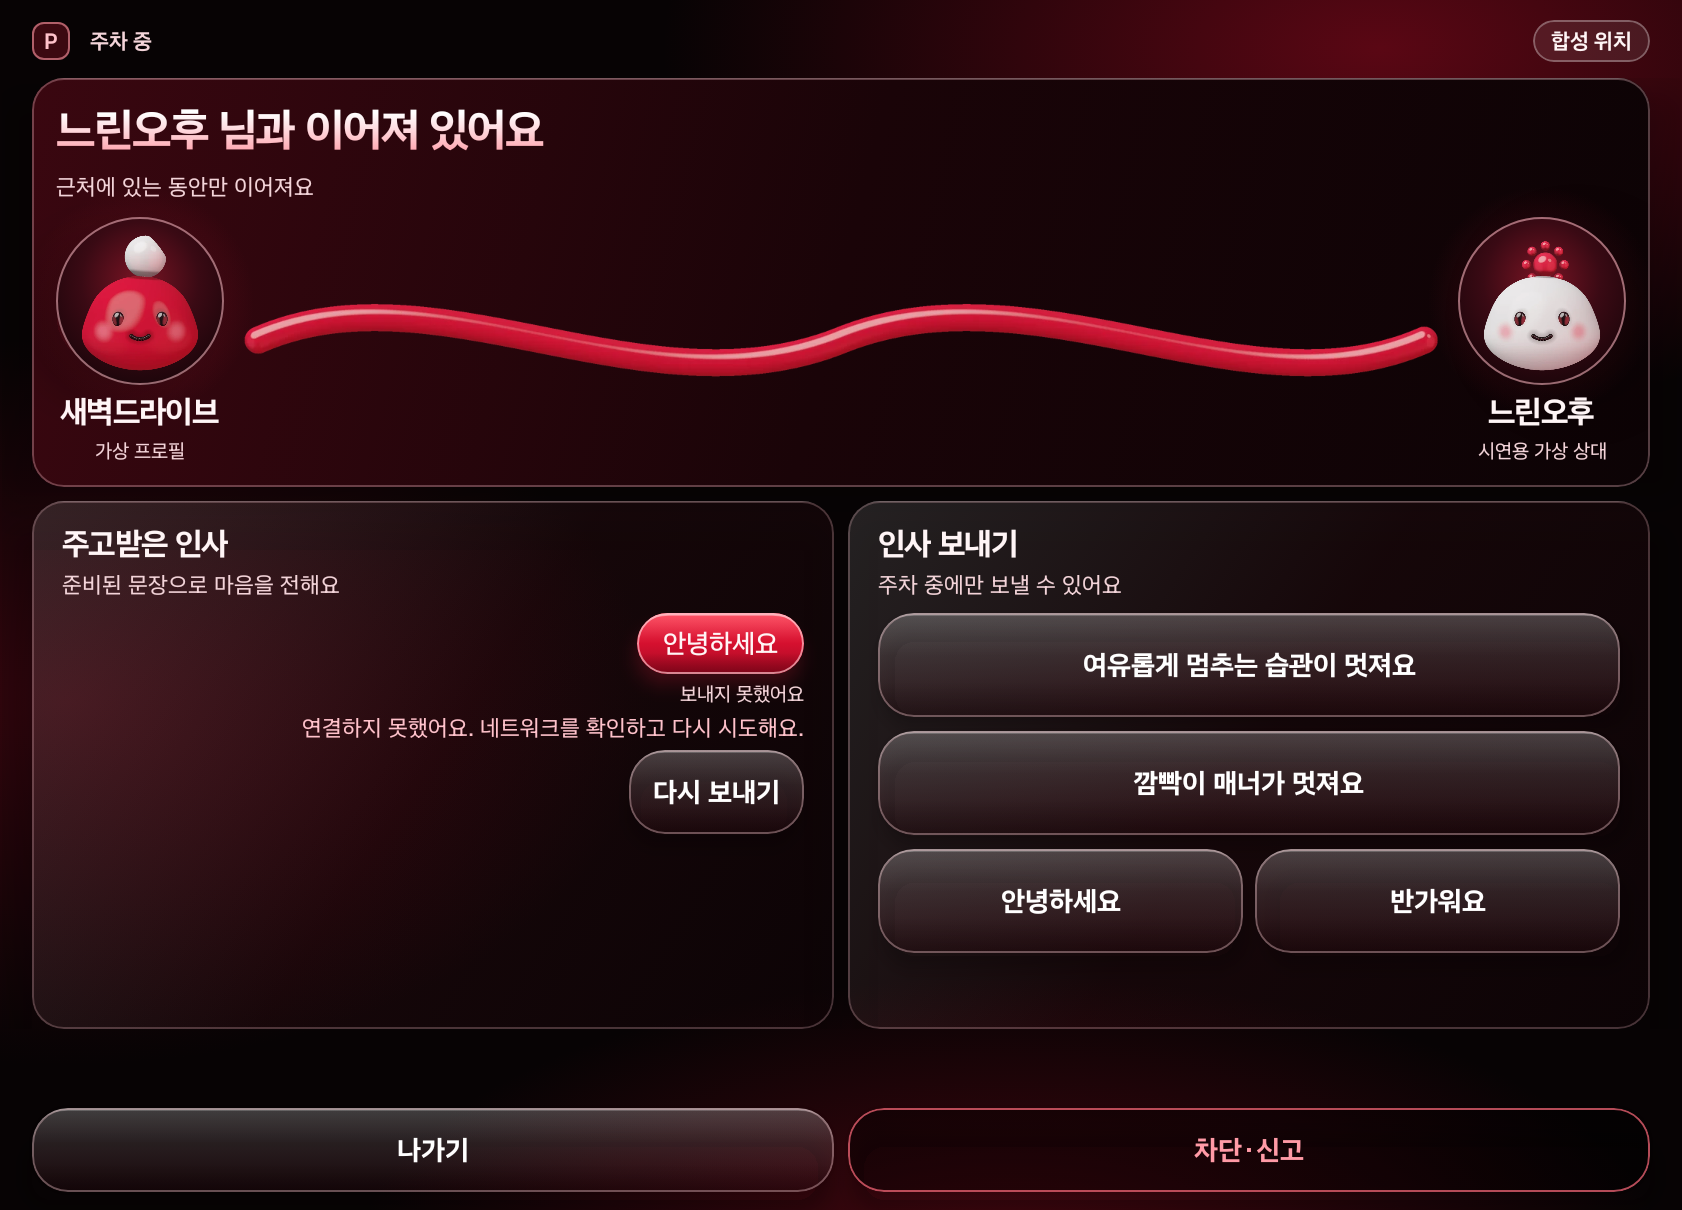 P 주차 중
합성 위치
느린오후 님과 이어져 있어요
근처에 있는 동안만 이어져요
새벽드라이브
가상 프로필
느린오후
시연용 가상 상대
주고받은 인사
준비된 문장으로 마음을 전해요
안녕하세요
보내지 못했어요
연결하지 못했어요. 네트워크를 확인하고 다시 시도해요.
다시 보내기
인사 보내기
주차 중에만 보낼 수 있어요
여유롭게 멈추는 습관이 멋져요
깜빡이 매너가 멋져요
안녕하세요
반가워요
나가기
차단·신고